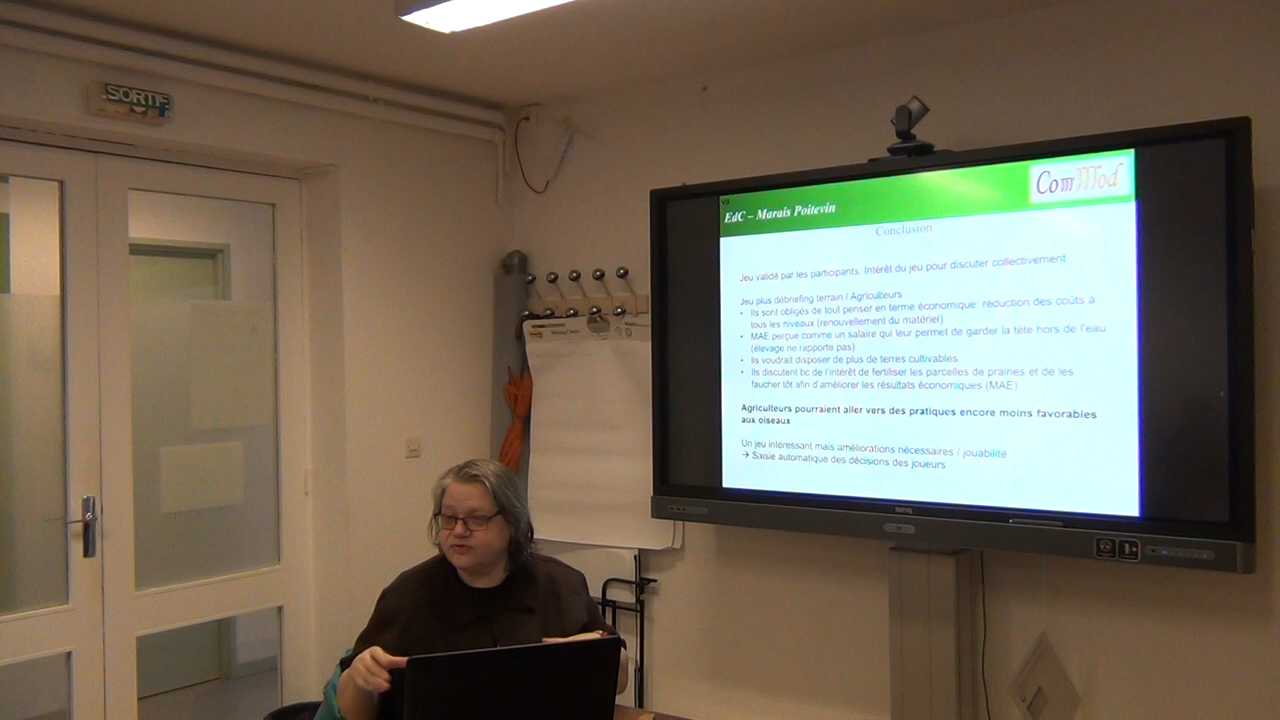 SORTIE
V3
EdC – Marais Poitevin
ComMod
Conclusion
Jeu validé par les participants. Intérêt du jeu pour discuter collectivement
Jeu plus débriefing terrain / Agriculteurs
• Ils sont obligés de tout penser en terme économique: réduction des coûts à
tous les niveaux (renouvellement du matériel)
• MAE perçue comme un salaire qui leur permet de garder la tête hors de l'eau
(élevage ne rapporte pas)
• Ils voudrait disposer de plus de terres cultivables
• Ils discutent bc de l'intérêt de fertiliser les parcelles de prairies et de les
faucher tôt afin d'améliorer les résultats économiques (MAE)
Agriculteurs pourraient aller vers des pratiques encore moins favorables
aux oiseaux
Un jeu intéressant mais améliorations nécessaires / jouabilité
→ Saisie automatique des décisions des joueurs
BenQ